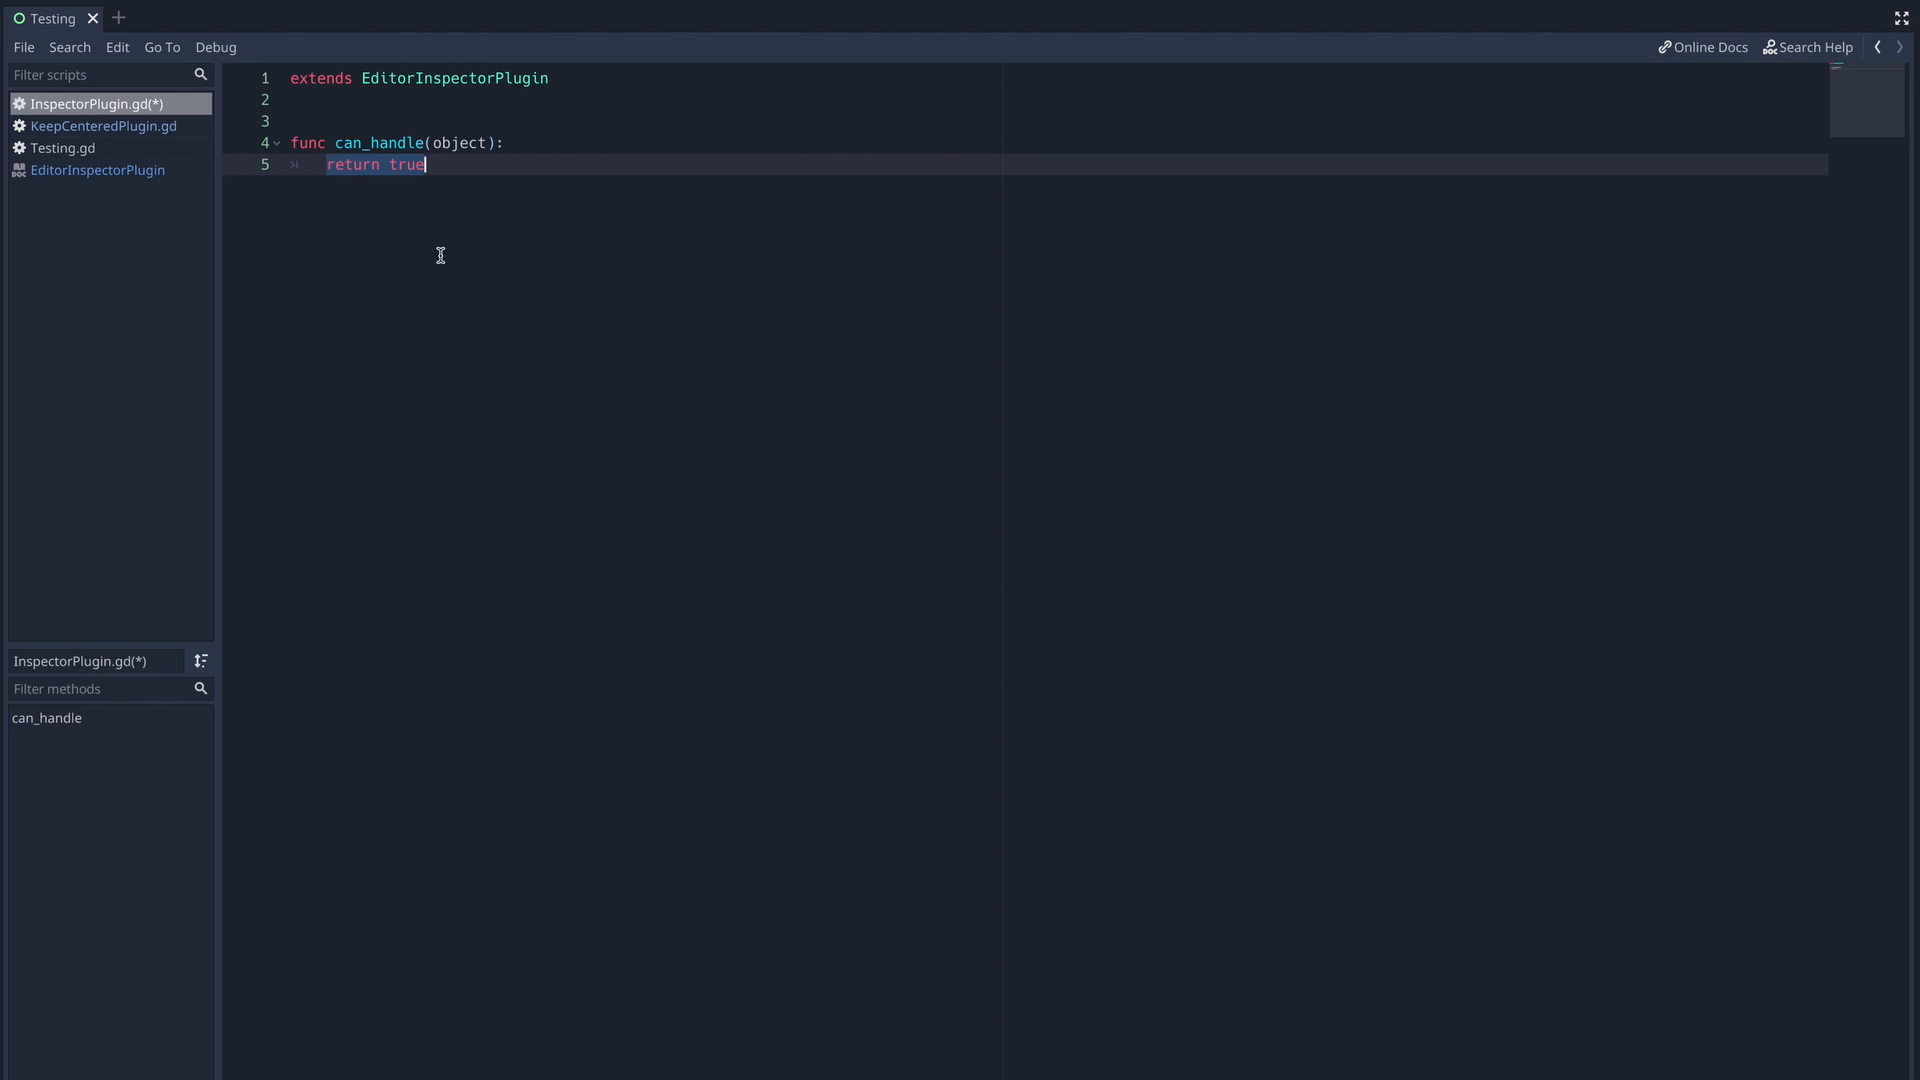 Testing
File Search Edit Go To Debug
Online Docs Search Help
Filter scripts
InspectorPlugin.gd(*)
KeepCenteredPlugin.gd
Testing.gd
DOC EditorInspectorPlugin
1 extends EditorInspectorPlugin
2
3
4 func can_handle(object):
5 return true
InspectorPlugin.gd(*)
Filter methods
can_handle